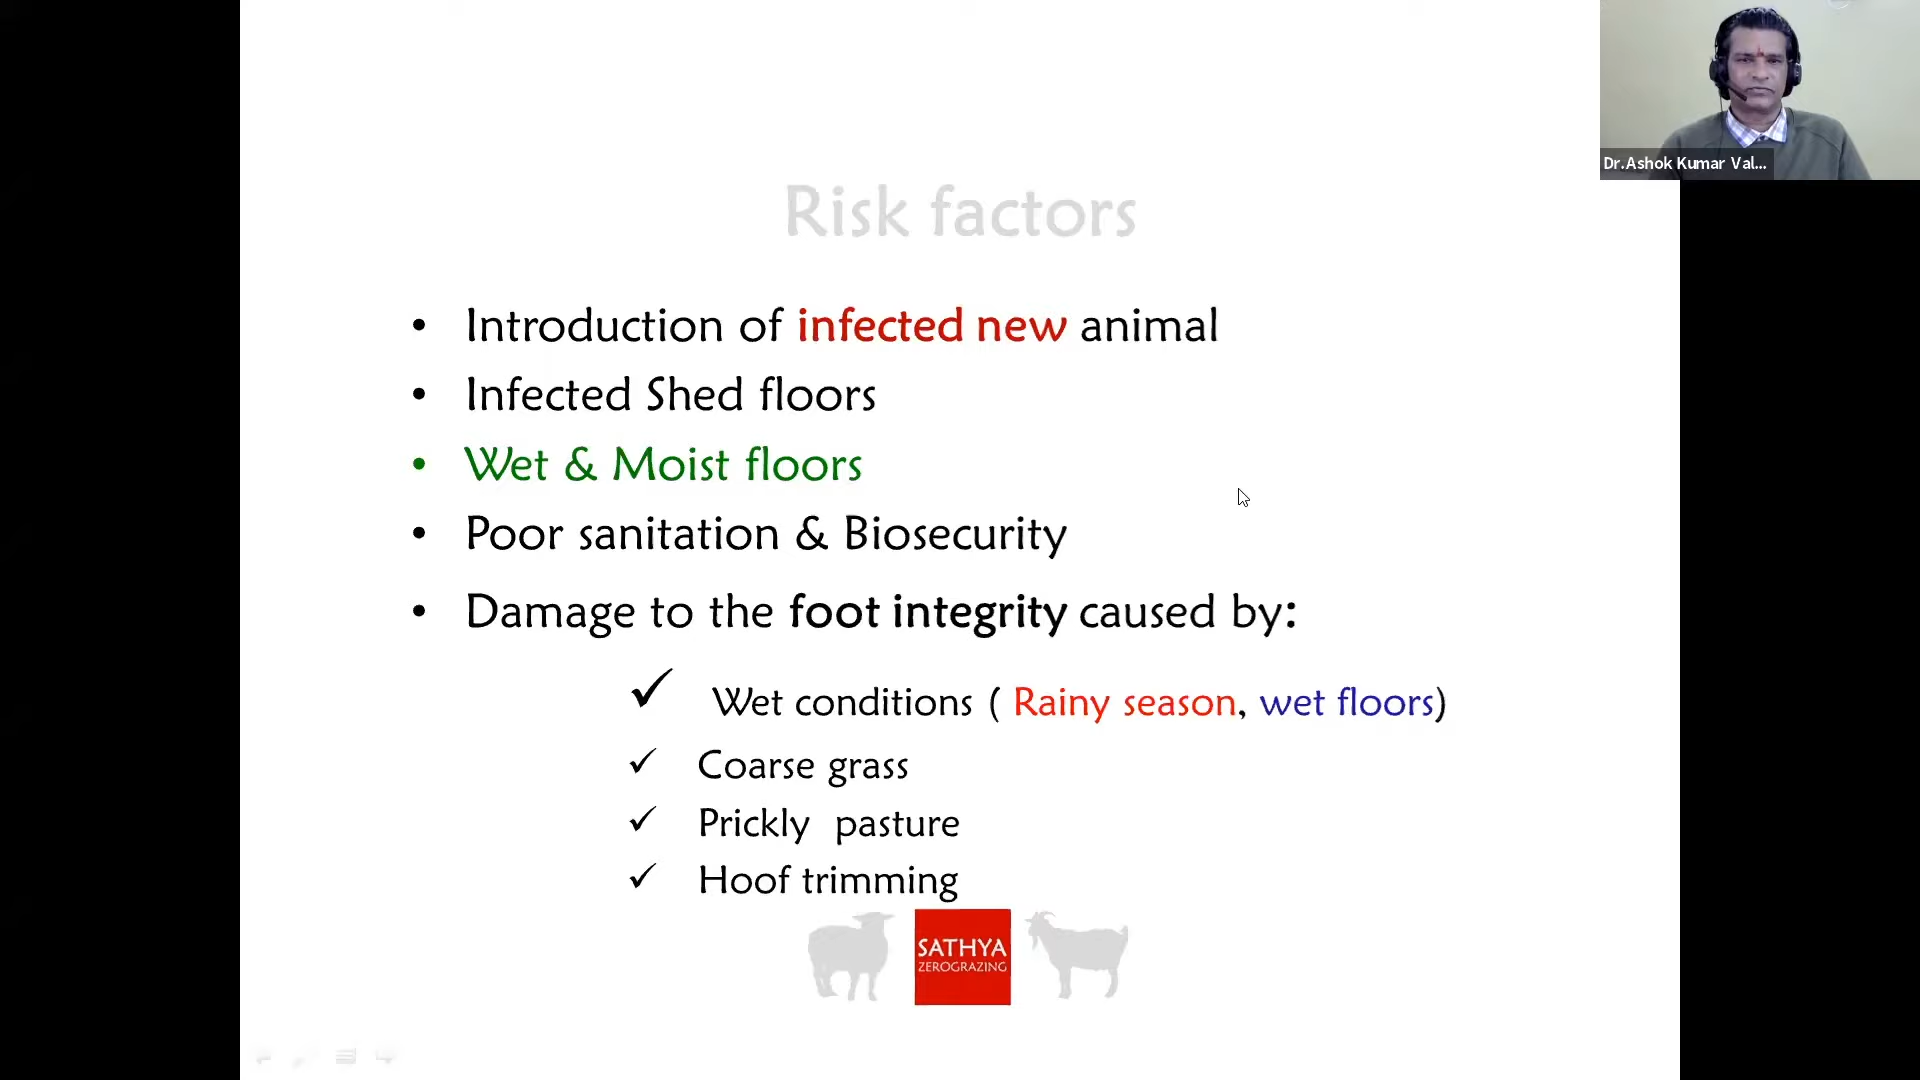 Dr.Ashok Kumar Val...
Risk factors
• Introduction of infected new animal
• Infected Shed floors
• Wet & Moist floors
• Poor sanitation & Biosecurity
• Damage to the foot integrity caused by:
✓ Wet conditions ( Rainy season, wet floors)
✓ Coarse grass
✓ Prickly pasture
✓ Hoof trimming
SATHYA
ZEROGRAZING